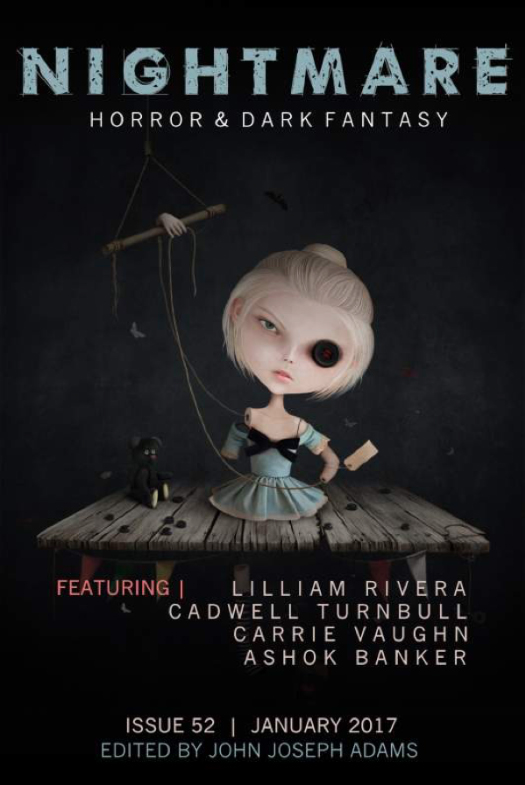 NIGHTMARE
HORROR & DARK FANTASY
FEATURING | LILLIAM RIVERA
CADWELL TURNBULL
CARRIE VAUGHN
ASHOK BANKER
ISSUE 52 | JANUARY 2017
EDITED BY JOHN JOSEPH ADAMS